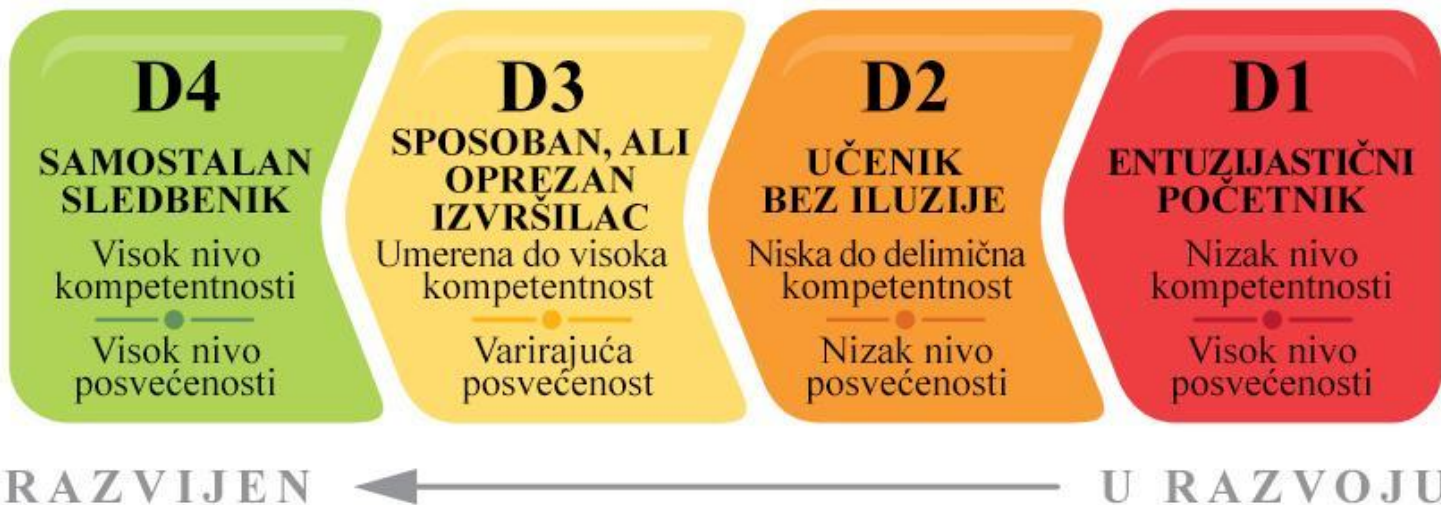 D4
SAMOSTALAN
SLEDBENIK
Visok nivo
kompetentnosti
Visok nivo
posvećenosti
D3
SPOSOBAN, ALI
OPREZAN
IZVRŠILAC
Umerena do visoka
kompetentnost
Varirajuća
posvećenost
D2
UČENIK
BEZ ILUZIJE
Niska do delimična
kompetentnost
Nizak nivo
posvećenosti
D1
ENTUZIJASTIČNI
POČETNIK
Nizak nivo
kompetentnosti
Visok nivo
posvećenosti
RAZVIJEN
U RAZVOJU